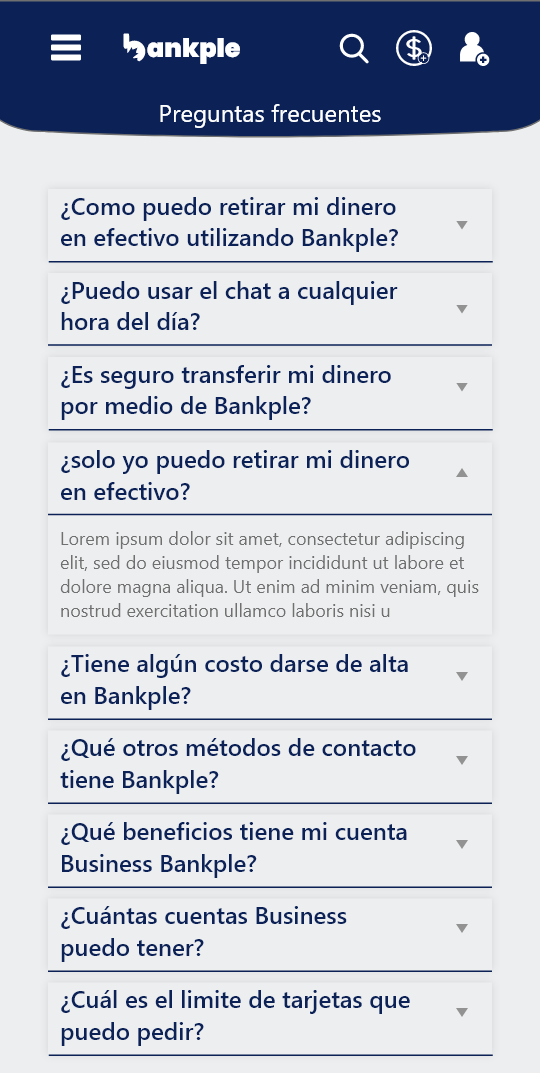 bankple
Preguntas frecuentes
¿Como puedo retirar mi dinero
en efectivo utilizando Bankple?
¿Puedo usar el chat a cualquier
hora del día?
¿Es seguro transferir mi dinero
por medio de Bankple?
¿solo yo puedo retirar mi dinero
en efectivo?
Lorem ipsum dolor sit amet, consectetur adipiscing
elit, sed do eiusmod tempor incididunt ut labore et
dolore magna aliqua. Ut enim ad minim veniam, quis
nostrud exercitation ullamco laboris nisi u
¿Tiene algún costo darse de alta
en Bankple?
¿Qué otros métodos de contacto
tiene Bankple?
¿Qué beneficios tiene mi cuenta
Business Bankple?
¿Cuántas cuentas Business
puedo tener?
¿Cuál es el limite de tarjetas que
puedo pedir?